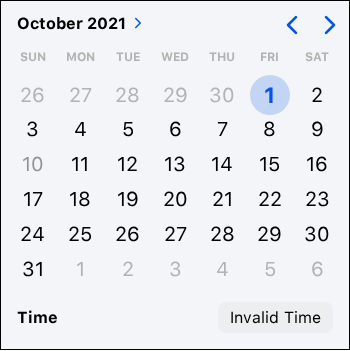 October 2021
SUN MON TUE WED THU FRI SAT
26 27 28 29 30 1 2
3 4 5 6 7 8 9
10 11 12 13 14 15 16
17 18 19 20 21 22 23
24 25 26 27 28 29 30
31 1 2 3 4 5 6
Time Invalid Time